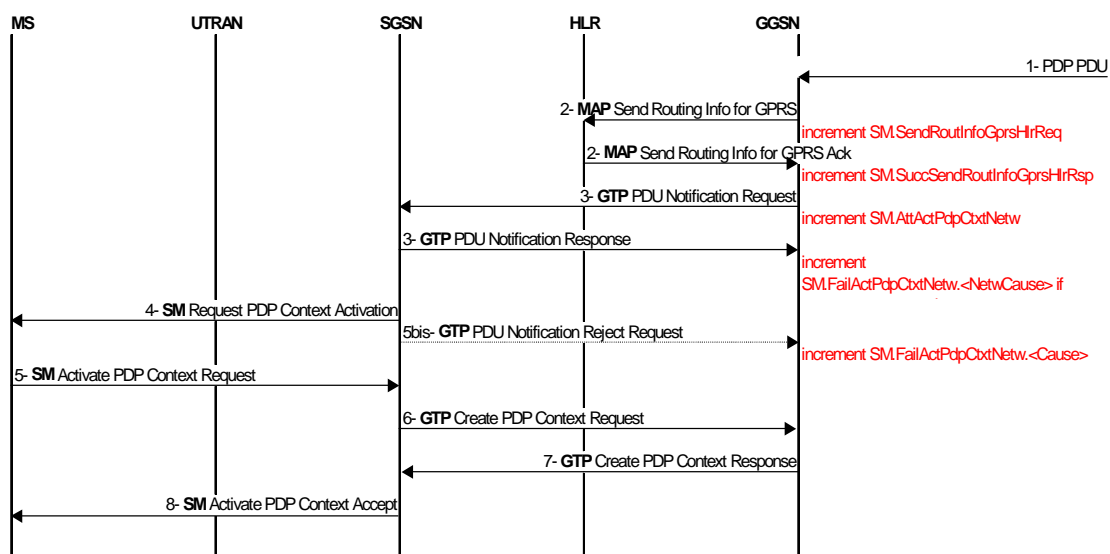 MS UTRAN SGSN HLR GGSN
1- PDP PDU
2- MAP Send Routing Info for GPRS
increment SM.SendRoutInfoGprsHlrReq
2- MAP Send Routing Info for GPRS Ack
increment SM.SuccSendRoutInfoGprsHlrRsp
3- GTP PDU Notification Request
increment SM.AttActPdpCtxtNetw
3- GTP PDU Notification Response
increment
SM.FailActPdpCtxtNetw.<NetwCause> if
4- SM Request PDP Context Activation
5bis- GTP PDU Notification Reject Request
increment SM.FailActPdpCtxtNetw.<Cause>
5- SM Activate PDP Context Request
6- GTP Create PDP Context Request
7- GTP Create PDP Context Response
8- SM Activate PDP Context Accept